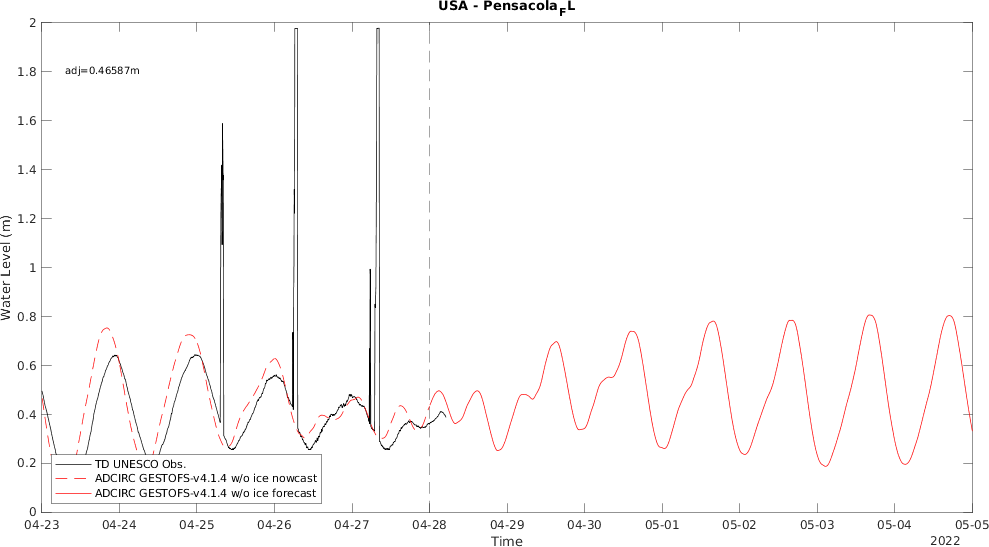 USA - Pensacola_FL
adj=0.46587m
Water Level (m)
2
1.8
1.6
1.4
1.2
1
0.8
0.6
0.4
0.2
0
TD UNESCO Obs.
ADCIRC GESTOFS-v4.1.4 w/o ice nowcast
ADCIRC GESTOFS-v4.1.4 w/o ice forecast
04-23 04-24 04-25 04-26 04-27 04-28 04-29 04-30 05-01 05-02 05-03 05-04 05-05
Time
2022